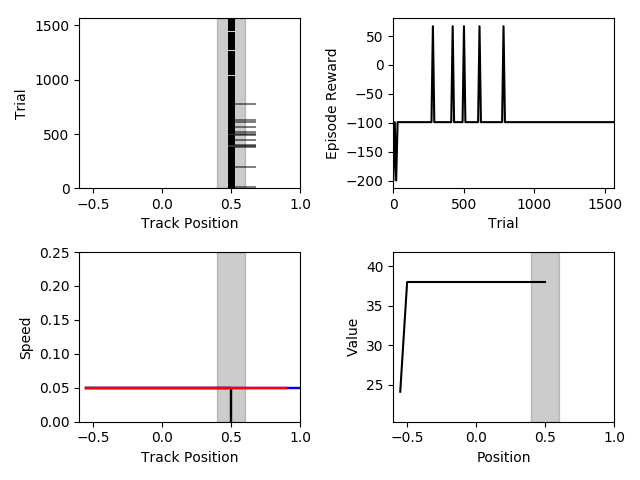 1500
1000
500
0
Trial
−0.5 0.0 0.5 1.0
Track Position
50
0
−50
−100
−150
−200
Episode Reward
0 500 1000 1500
Trial
0.25
0.20
0.15
0.10
0.05
0.00
Speed
−0.5 0.0 0.5 1.0
Track Position
40
35
30
25
Value
−0.5 0.0 0.5 1.0
Position